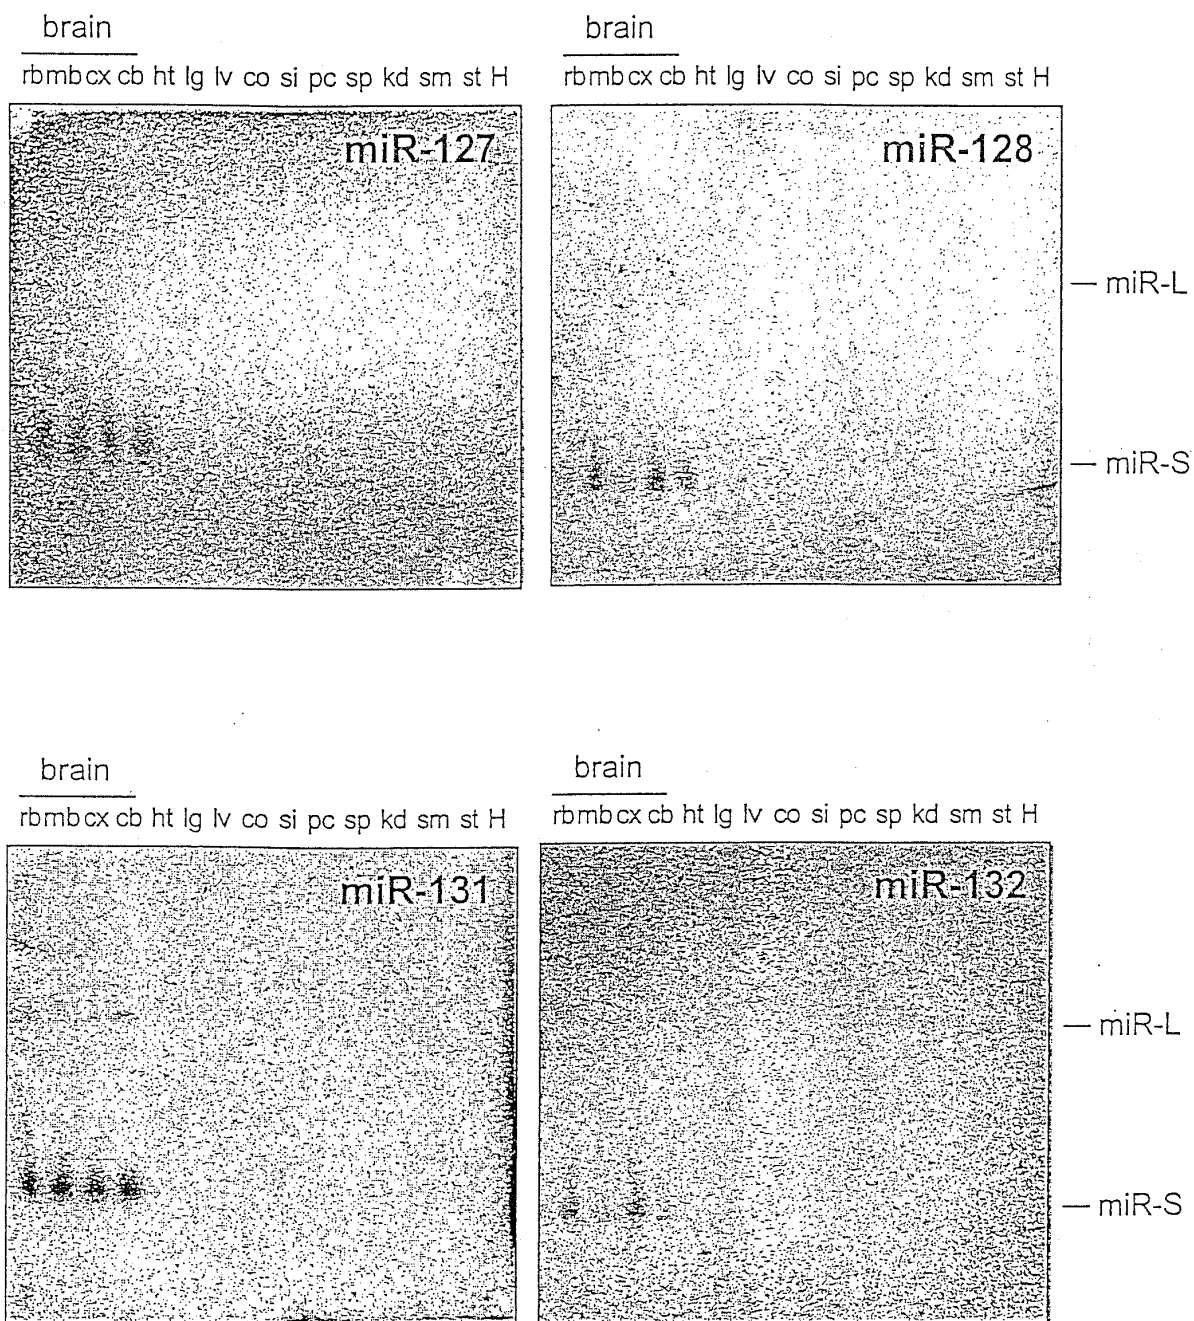 brain
brain
rb mb cx cb ht lg lv co si pc sp kd sm st H
rb mb cx cb ht lg lv co si pc sp kd sm st H
miR-127
miR-128
miR-L
miR-S
brain
brain
rb mb cx cb ht lg lv co si pc sp kd sm st H
rb mb cx cb ht lg lv co si pc sp kd sm st H
miR-131
miR-132
miR-L
miR-S